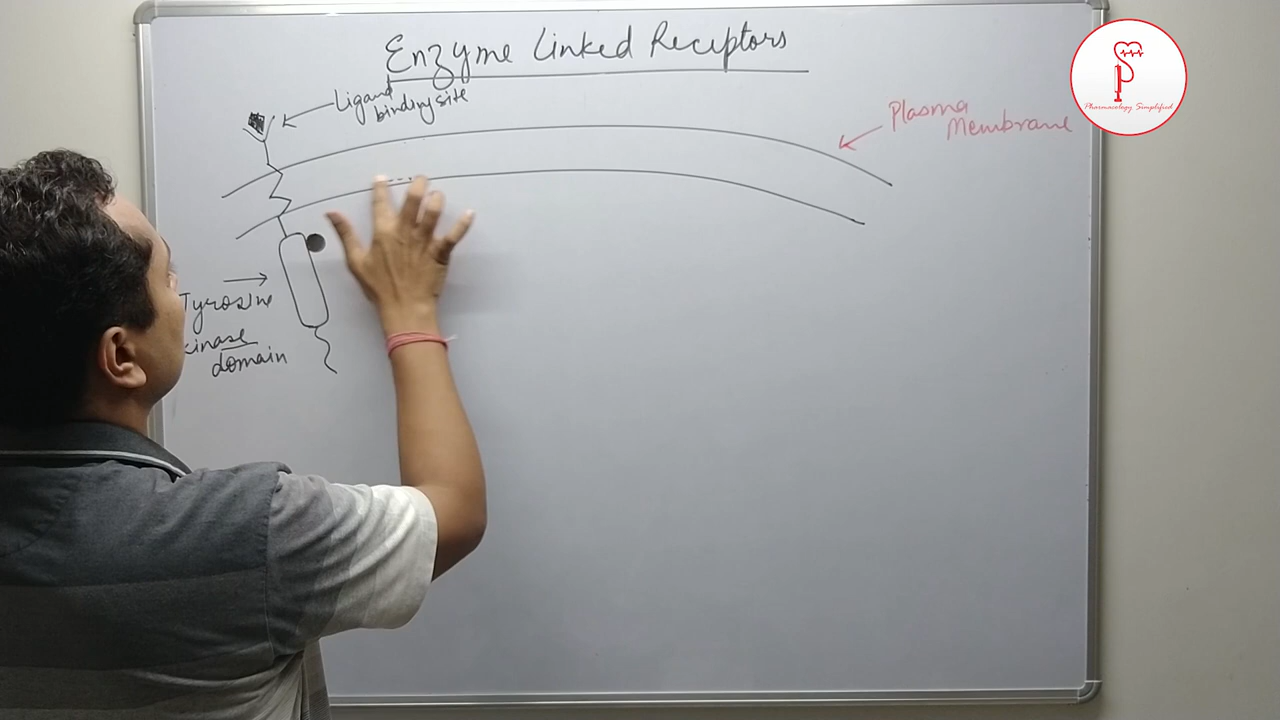 Enzyme Linked Receptors
Ligand
binding site
Plasma
Membrane
Tyrosine
kinase
domain
Pharmacology Simplified